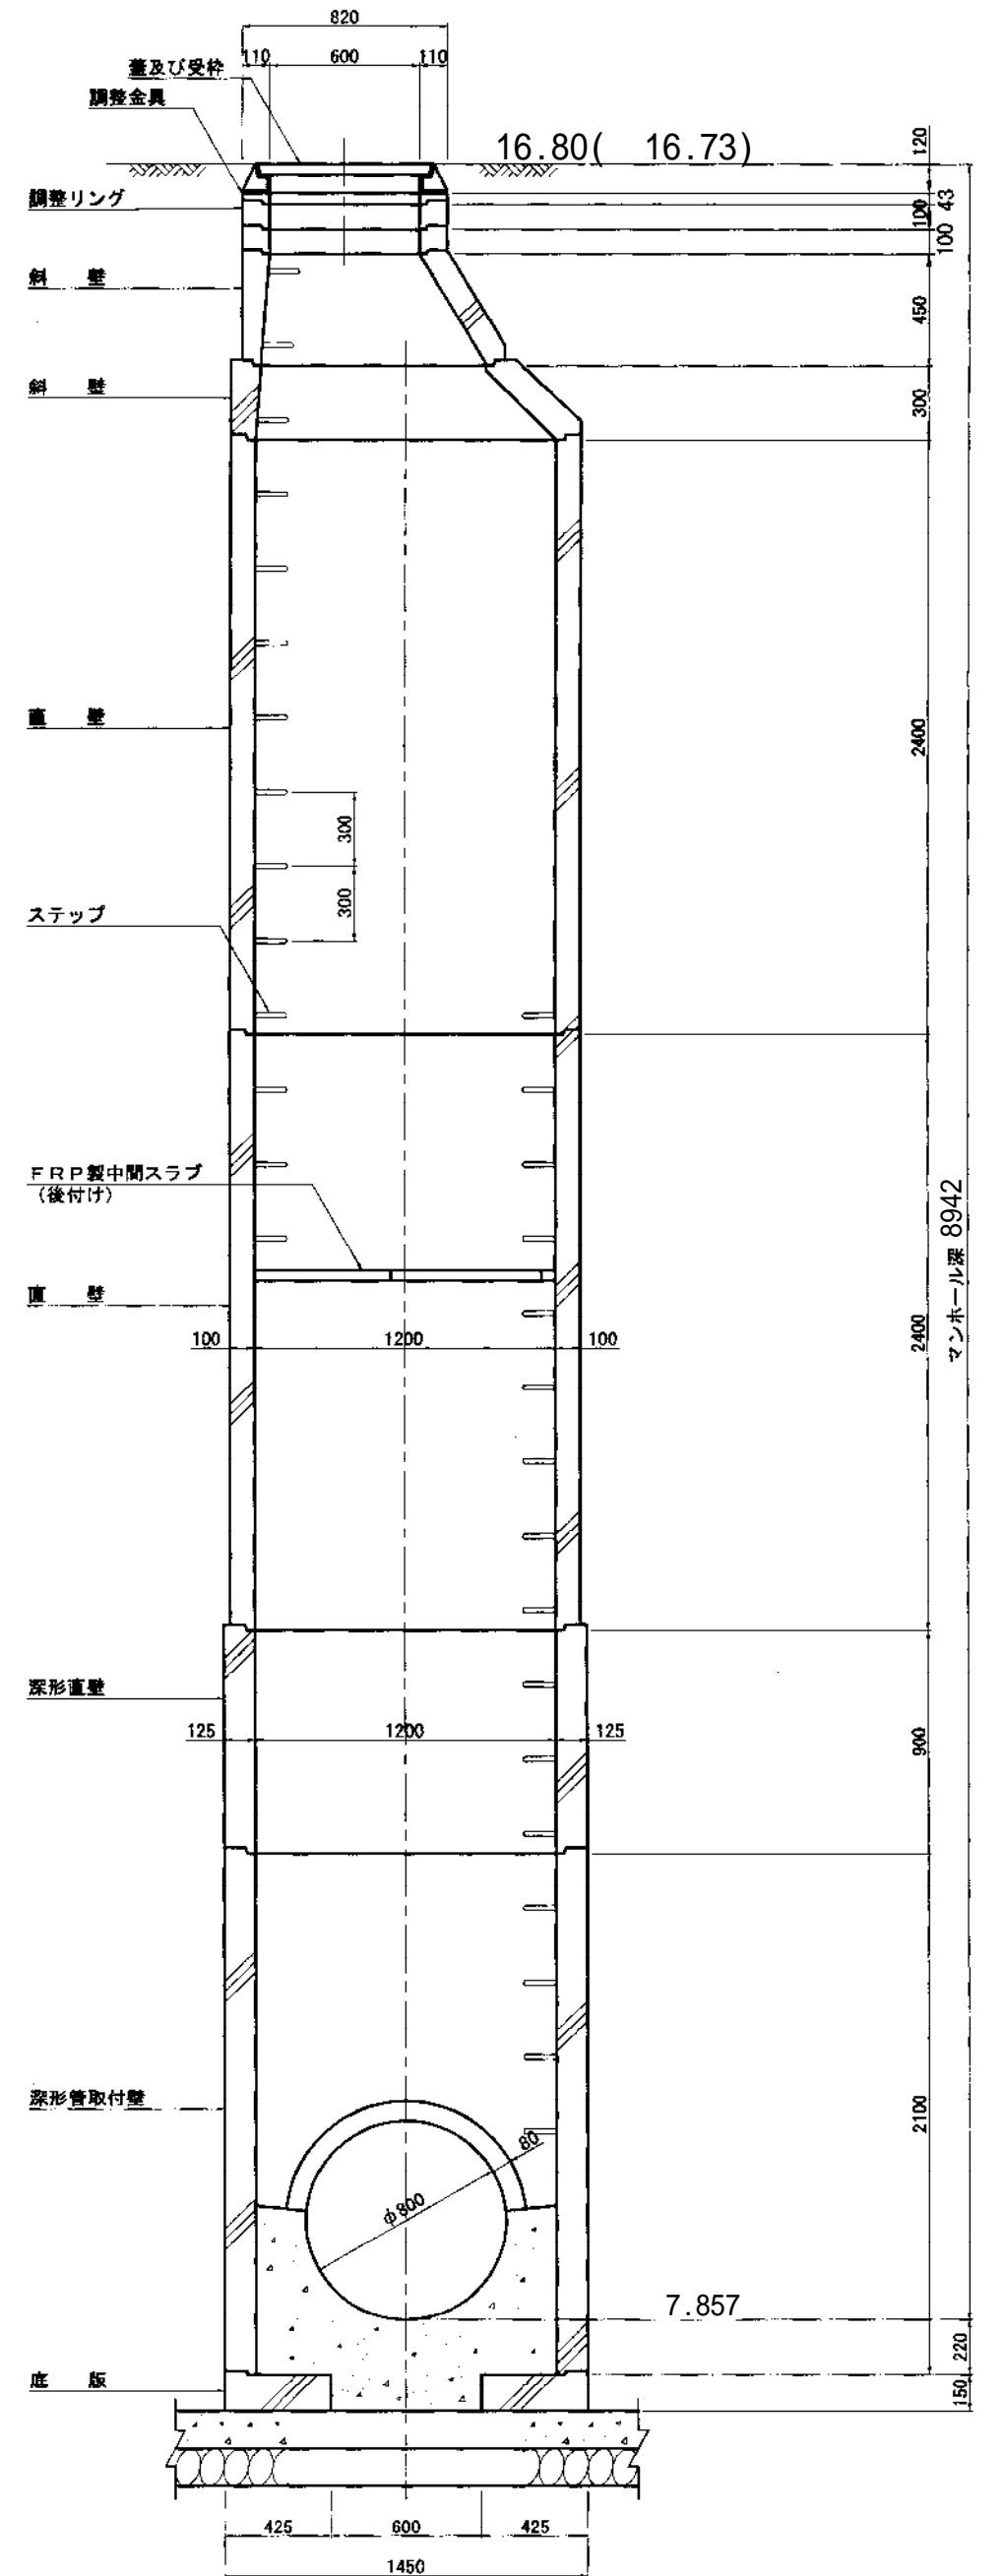 820
110 600 110
蓋及び受枠
調整金具
16.80( 16.73)
120
調整リング
43
100
100
斜 壁
450
斜 壁
300
直 壁
2400
300
300
ステップ
FRP製中間スラブ
(後付け)
マンホール深 8942
直 壁
100 1200 100
2400
深形直壁
125 1200 125
900
深形管取付壁
2100
80
φ800
7.857
220
底 版
150
425 600 425
1450